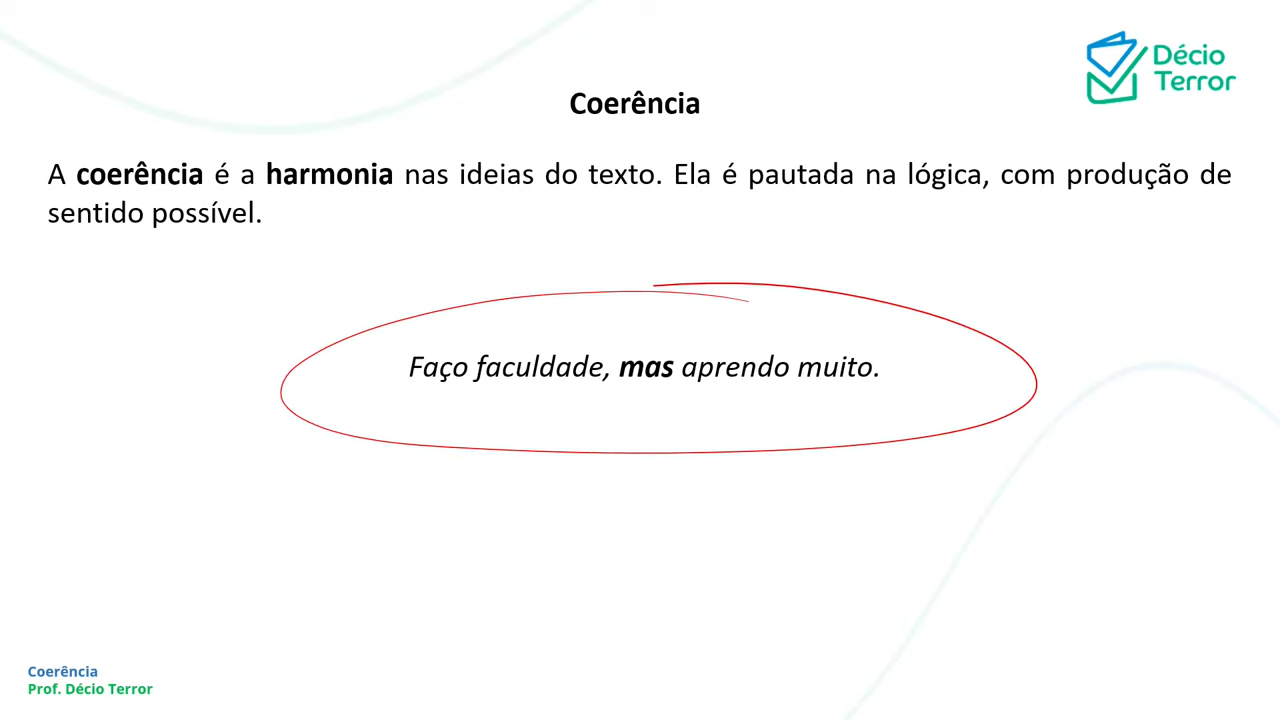 Décio
Terror
Coerência
A coerência é a harmonia nas ideias do texto. Ela é pautada na lógica, com produção de
sentido possível.
Faço faculdade, mas aprendo muito.
Coerência
Prof. Décio Terror